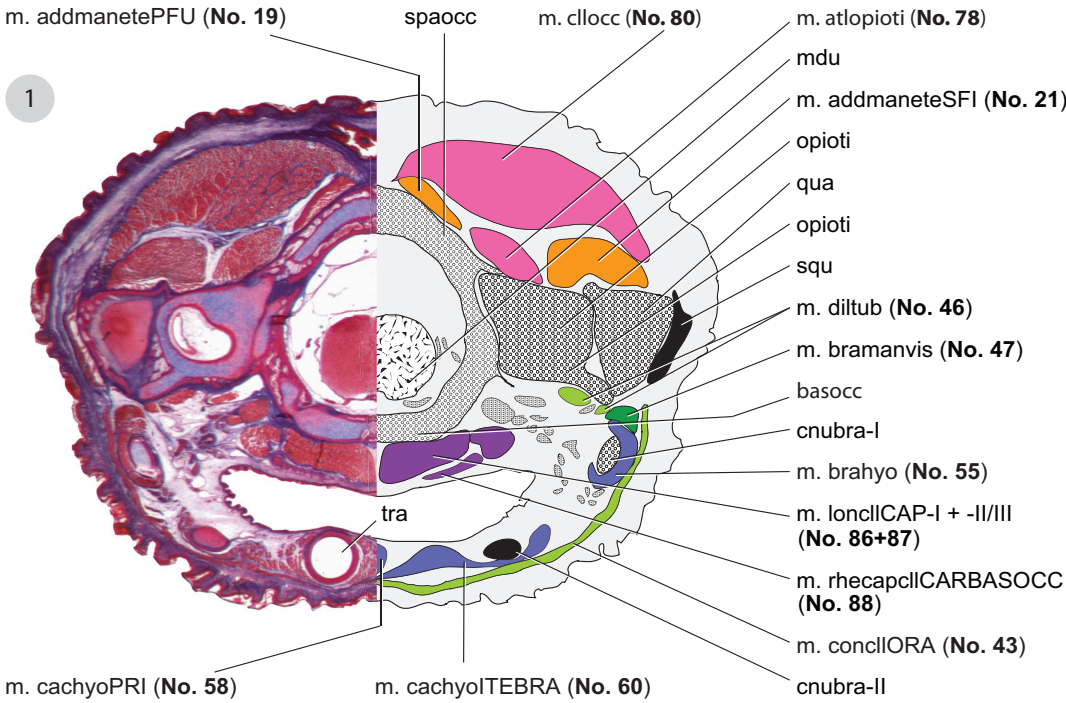 m. addmanetePFU (No. 19)
spaocc
m. cllocc (No. 80)
m. atlopioti (No. 78)
mdu
1
m. addmaneteSFI (No. 21)
opioti
qua
opioti
squ
m. diltub (No. 46)
m. bramanvis (No. 47)
basocc
cnubra-I
m. brahyo (No. 55)
m. loncllCAP-I + -II/III
(No. 86+87)
tra
m. rhecapcllCARBASOCC
(No. 88)
m. concllORA (No. 43)
m. cachyoPRI (No. 58)
m. cachyoITEBRA (No. 60)
cnubra-II